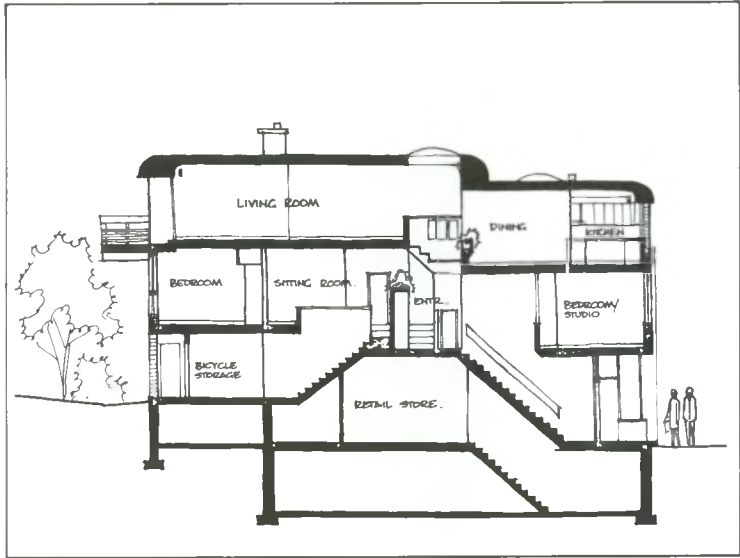 LIVING ROOM
DINING
KITCHEN
BEDROOM
SITTING ROOM.
ENTR.
BEDROOM/
STUDIO
BICYCLE
STORAGE
RETAIL STORE.